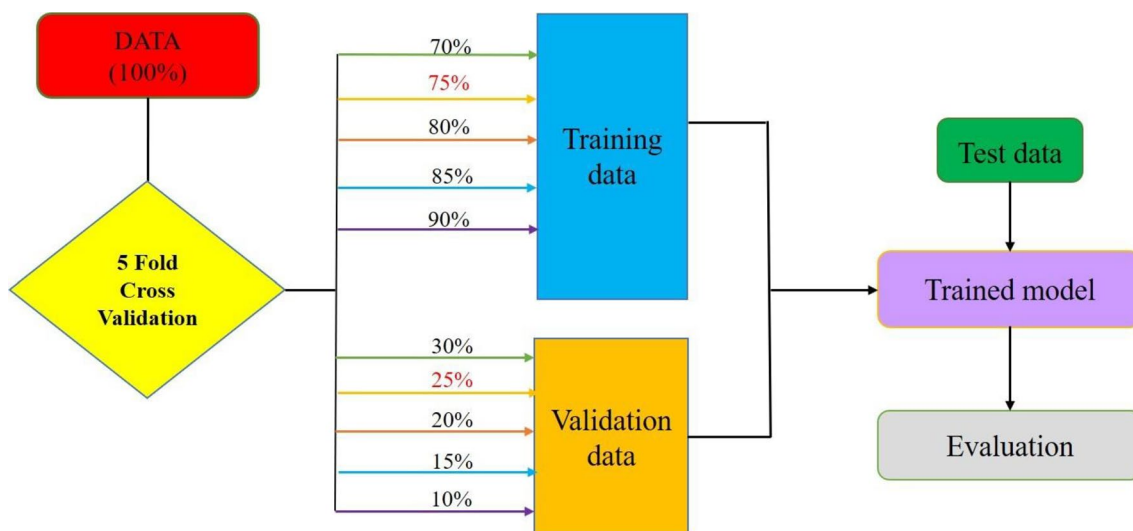 DATA
(100%)
5 Fold
Cross
Validation
70%
75%
80%
85%
90%
Training
data
30%
25%
20%
15%
10%
Validation
data
Test data
Trained model
Evaluation